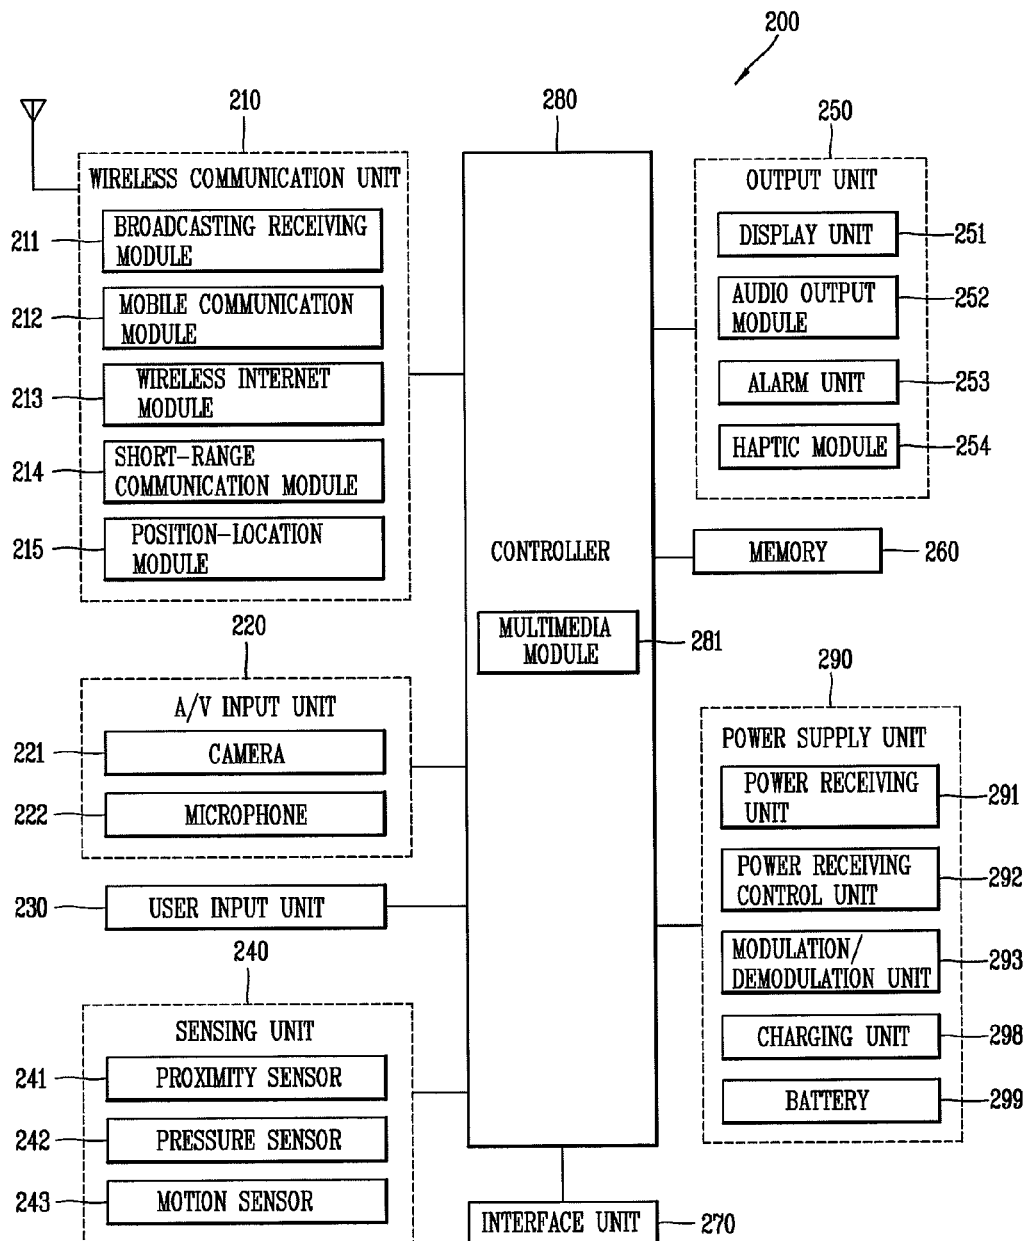 200
210
WIRELESS COMMUNICATION UNIT
211
BROADCASTING RECEIVING
MODULE
212
MOBILE COMMUNICATION
MODULE
213
WIRELESS INTERNET
MODULE
214
SHORT-RANGE
COMMUNICATION MODULE
215
POSITION-LOCATION
MODULE
220
A/V INPUT UNIT
221
CAMERA
222
MICROPHONE
230
USER INPUT UNIT
240
SENSING UNIT
241
PROXIMITY SENSOR
242
PRESSURE SENSOR
243
MOTION SENSOR
280
CONTROLLER
MULTIMEDIA
MODULE
281
INTERFACE UNIT
270
250
OUTPUT UNIT
DISPLAY UNIT
251
AUDIO OUTPUT
MODULE
252
ALARM UNIT
253
HAPTIC MODULE
254
MEMORY
260
290
POWER SUPPLY UNIT
POWER RECEIVING
UNIT
291
POWER RECEIVING
CONTROL UNIT
292
MODULATION/
DEMODULATION UNIT
293
CHARGING UNIT
298
BATTERY
299